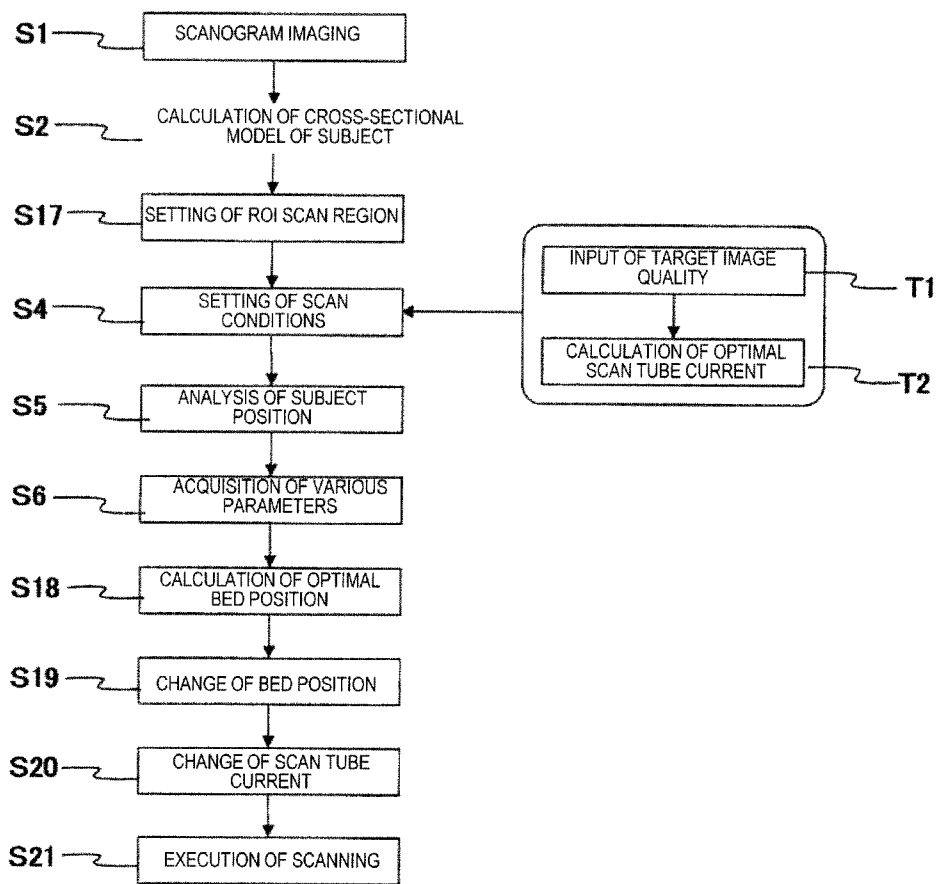 S1
SCANOGRAM IMAGING
S2
CALCULATION OF CROSS-SECTIONAL
MODEL OF SUBJECT
S17
SETTING OF ROI SCAN REGION
S4
SETTING OF SCAN
CONDITIONS
INPUT OF TARGET IMAGE
QUALITY
T1
CALCULATION OF OPTIMAL
SCAN TUBE CURRENT
T2
S5
ANALYSIS OF SUBJECT
POSITION
S6
ACQUISITION OF VARIOUS
PARAMETERS
S18
CALCULATION OF OPTIMAL
BED POSITION
S19
CHANGE OF BED POSITION
S20
CHANGE OF SCAN TUBE
CURRENT
S21
EXECUTION OF SCANNING